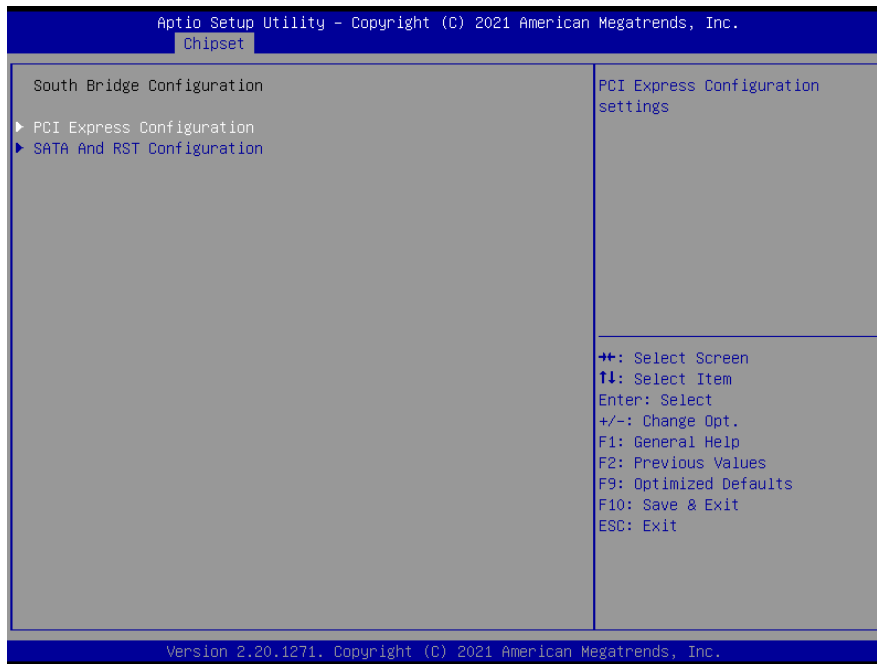 Aptio Setup Utility – Copyright (C) 2021 American Megatrends, Inc.
Chipset
South Bridge Configuration
▶ PCI Express Configuration
▶ SATA And RST Configuration
PCI Express Configuration
settings
→←: Select Screen
↑↓: Select Item
Enter: Select
+/-: Change Opt.
F1: General Help
F2: Previous Values
F9: Optimized Defaults
F10: Save & Exit
ESC: Exit
Version 2.20.1271. Copyright (C) 2021 American Megatrends, Inc.